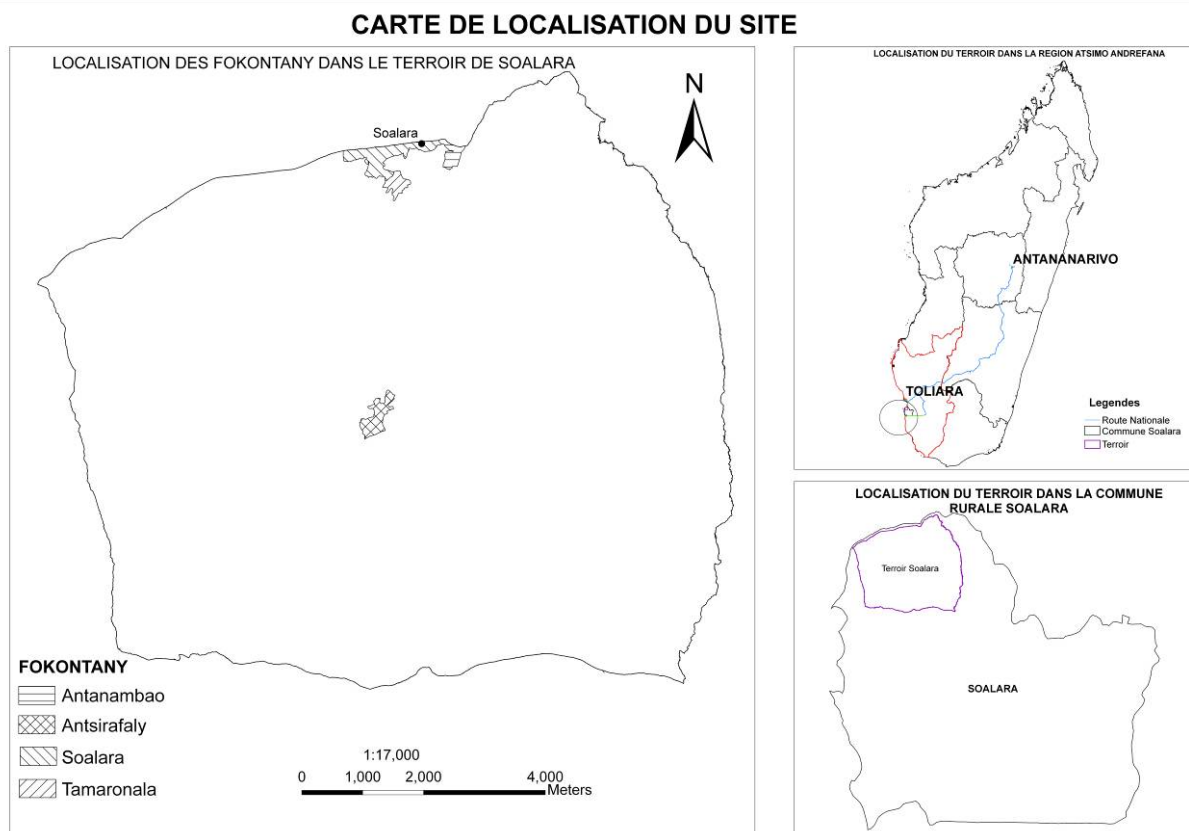 CARTE DE LOCALISATION DU SITE
LOCALISATION DES FOKONTANY DANS LE TERROIR DE SOALARA
N
Soalara
FOKONTANY
Antanambao
Antsirafaly
Soalara
Tamaronala
1:17,000
0 1,000 2,000 4,000
Meters
LOCALISATION DU TERROIR DANS LA REGION ATSIMO ANDREFANA
ANTANANARIVO
TOLIARA
Legendes
Route Nationale
Commune Soalara
Terroir
LOCALISATION DU TERROIR DANS LA COMMUNE
RURALE SOALARA
Terroir Soalara
SOALARA